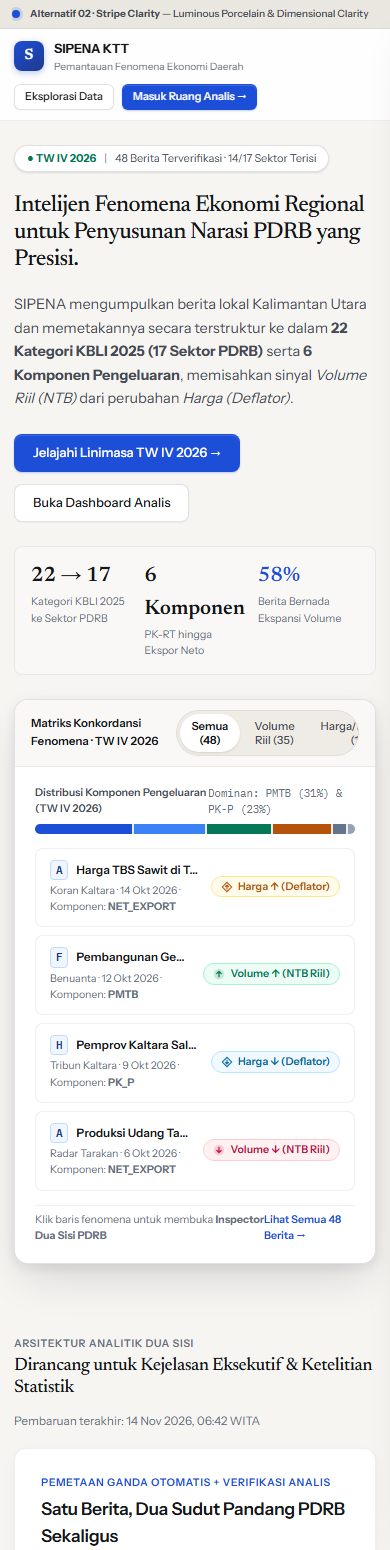 Alternatif 02 · Stripe Clarity — Luminous Porcelain & Dimensional Clarity
S
SIPENA KTT
Pemantauan Fenomena Ekonomi Daerah
Eksplorasi Data
Masuk Ruang Analis →
● TW IV 2026 | 48 Berita Terverifikasi · 14/17 Sektor Terisi
Intelijen Fenomena Ekonomi Regional
untuk Penyusunan Narasi PDRB yang
Presisi.
SIPENA mengumpulkan berita lokal Kalimantan Utara
dan memetakannya secara terstruktur ke dalam 22
Kategori KBLI 2025 (17 Sektor PDRB) serta 6
Komponen Pengeluaran, memisahkan sinyal Volume
Riil (NTB) dari perubahan Harga (Deflator).
Jelajahi Linimasa TW IV 2026 →
Buka Dashboard Analis
22 → 17
Kategori KBLI 2025
ke Sektor PDRB
6
Komponen
PK-RT hingga
Ekspor Neto
58%
Berita Bernada
Ekspansi Volume
Matriks Konkordansi
Fenomena · TW IV 2026
Semua
(48)
Volume
Riil (35)
Harga/
Distribusi Komponen Pengeluaran
(TW IV 2026)
Dominan: PMTB (31%) &
PK-P (23%)
A
Harga TBS Sawit di T...
Koran Kaltara · 14 Okt 2026 ·
Komponen: NET_EXPORT
Harga ↑ (Deflator)
F
Pembangunan Ge...
Benuanta · 12 Okt 2026 ·
Komponen: PMTB
Volume ↑ (NTB Riil)
H
Pemprov Kaltara Sal...
Tribun Kaltara · 9 Okt 2026 ·
Komponen: PK_P
Harga ↓ (Deflator)
A
Produksi Udang Ta...
Radar Tarakan · 6 Okt 2026 ·
Komponen: NET_EXPORT
Volume ↓ (NTB Riil)
Klik baris fenomena untuk membuka Inspector
Dua Sisi PDRB
Lihat Semua 48
Berita →
ARSITEKTUR ANALITIK DUA SISI
Dirancang untuk Kejelasan Eksekutif & Ketelitian
Statistik
Pembaruan terakhir: 14 Nov 2026, 06:42 WITA
PEMETAAN GANDA OTOMATIS + VERIFIKASI ANALIS
Satu Berita, Dua Sudut Pandang PDRB
Sekaligus